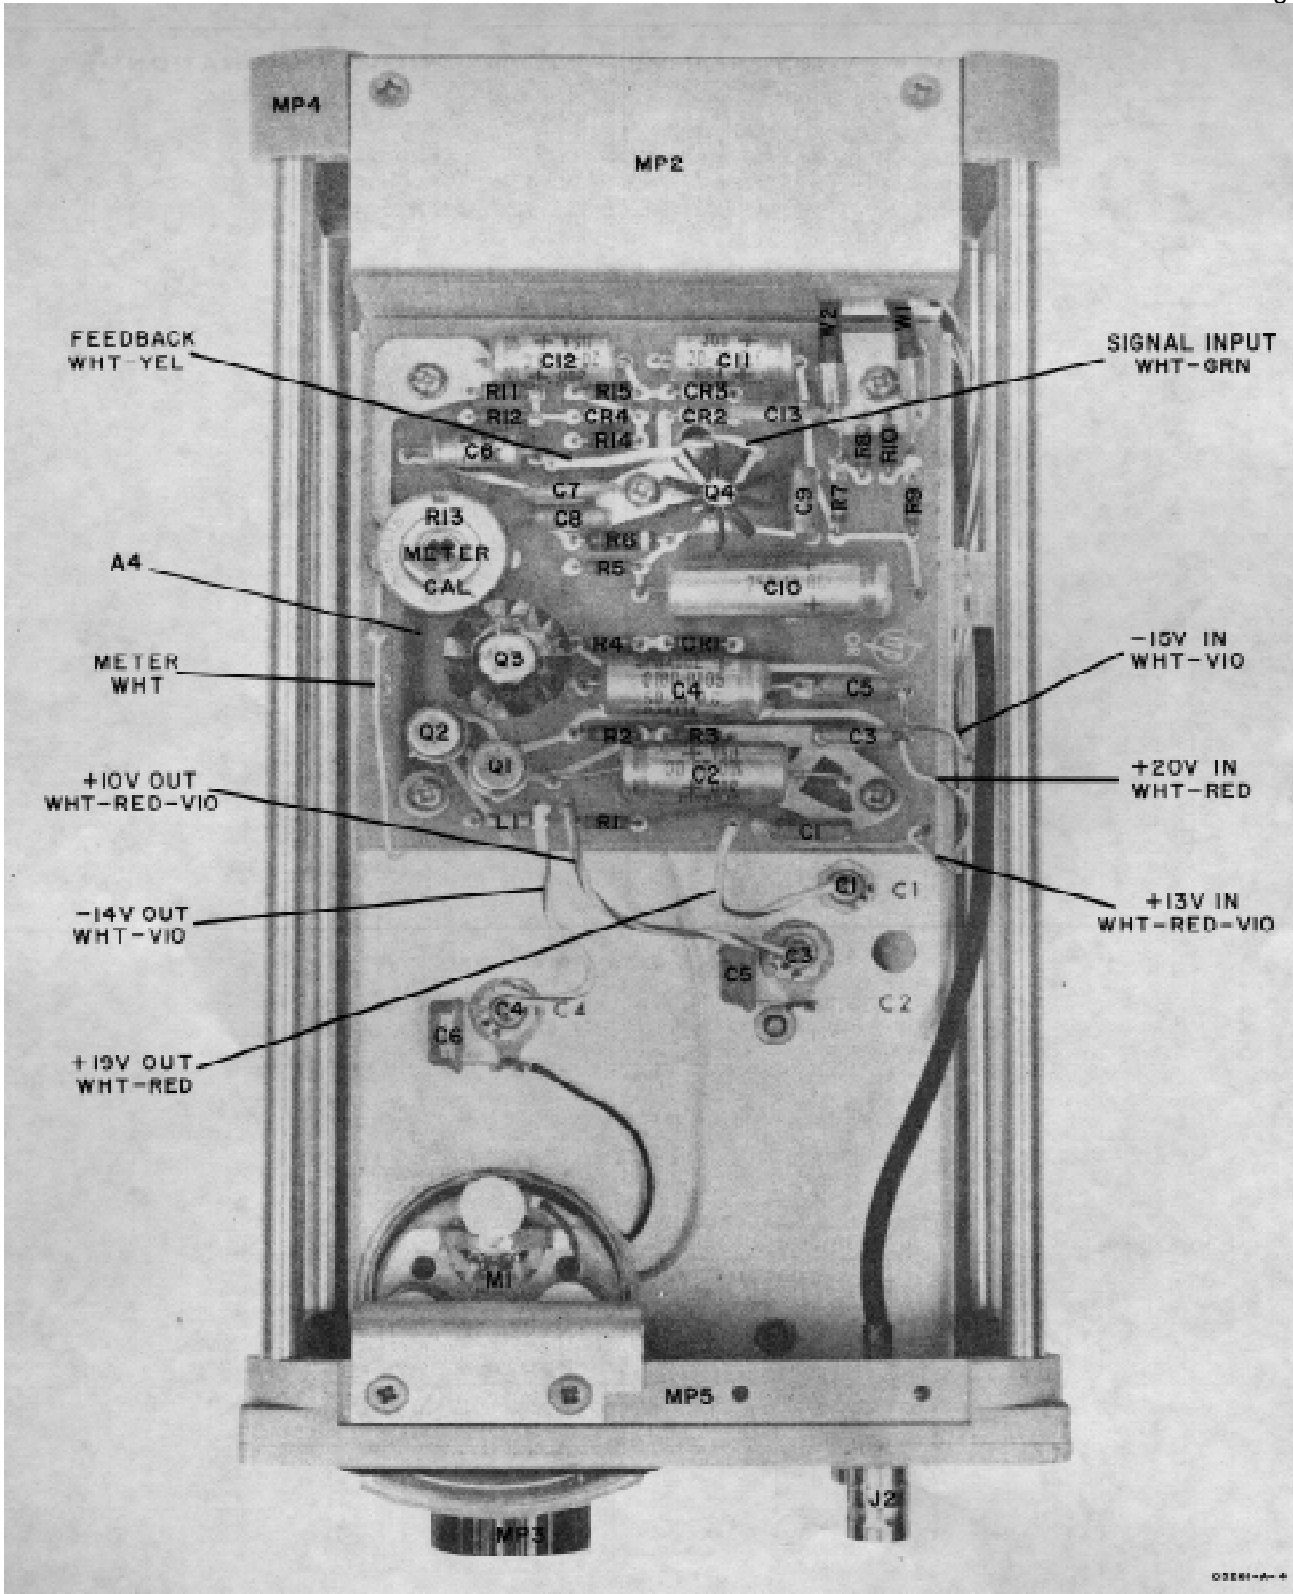 g
MP4
MP2
W2
W1
FEEDBACK
WHT-YEL
SIGNAL INPUT
WHT-GRN
C12
C11
R11
R15
CR3
R12
CR4
CR2
C13
R14
R8
R10
C6
C7
Q4
C9
R7
R9
R13
C8
METER
R6
A4
CAL
R5
C10
-15V IN
WHT-VIO
R4
CR1
Q3
METER
WHT
C4
C5
Q2
R2
R3
C3
Q1
C2
+10V OUT
WHT-RED-VIO
+20V IN
WHT-RED
L1
R1
C1
C1
C1
-14V OUT
WHT-VIO
+13V IN
WHT-RED-VIO
C3
C5
C2
C4
C4
C6
+19V OUT
WHT-RED
M1
MP5
J2
MP3